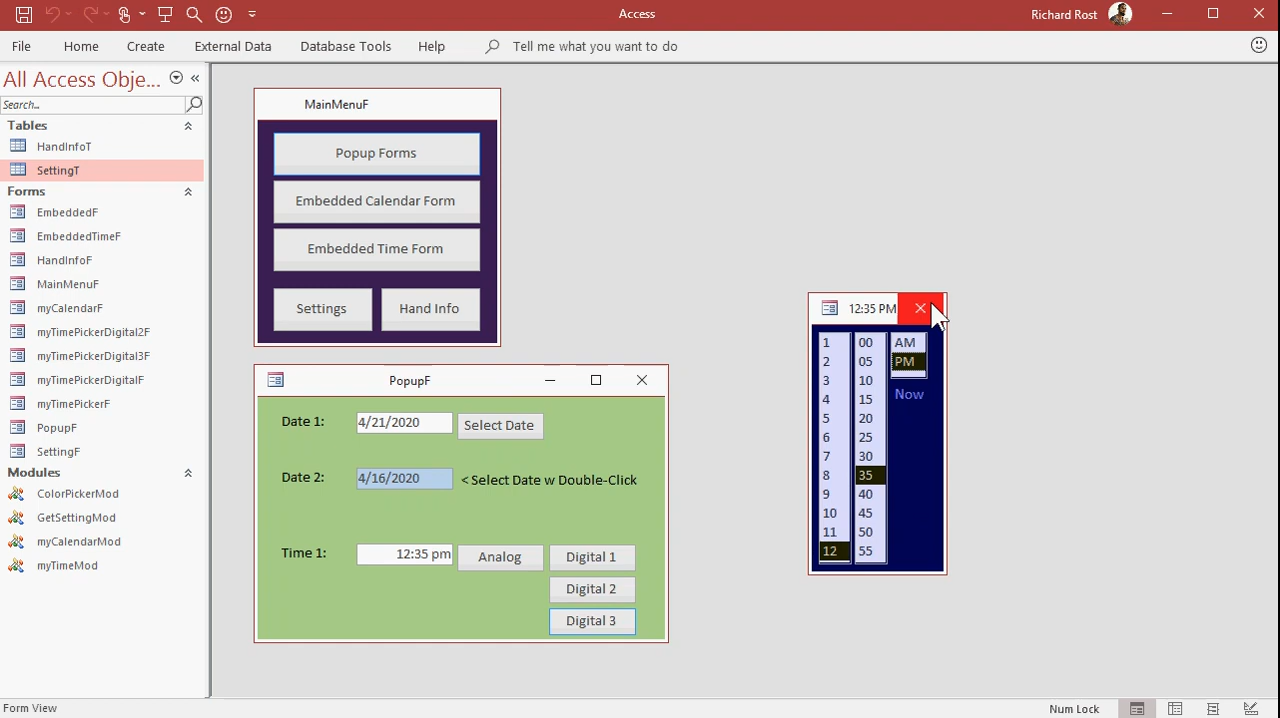 Access
Richard Rost
File
Home
Create
External Data
Database Tools
Help
Tell me what you want to do
All Access Obje...
Search...
Tables
HandInfoT
SettingT
Forms
EmbeddedF
EmbeddedTimeF
HandInfoF
MainMenuF
myCalendarF
myTimePickerDigital2F
myTimePickerDigital3F
myTimePickerDigitalF
myTimePickerF
PopupF
SettingF
Modules
ColorPickerMod
GetSettingMod
myCalendarMod
myTimeMod
MainMenuF
Popup Forms
Embedded Calendar Form
Embedded Time Form
Settings
Hand Info
PopupF
Date 1:
4/21/2020
Select Date
Date 2:
4/16/2020
< Select Date w Double-Click
Time 1:
12:35 pm
Analog
Digital 1
Digital 2
Digital 3
12:35 PM
1
2
3
4
5
6
7
8
9
10
11
12
00
05
10
15
20
25
30
35
40
45
50
55
AM
PM
Now
Form View
Num Lock